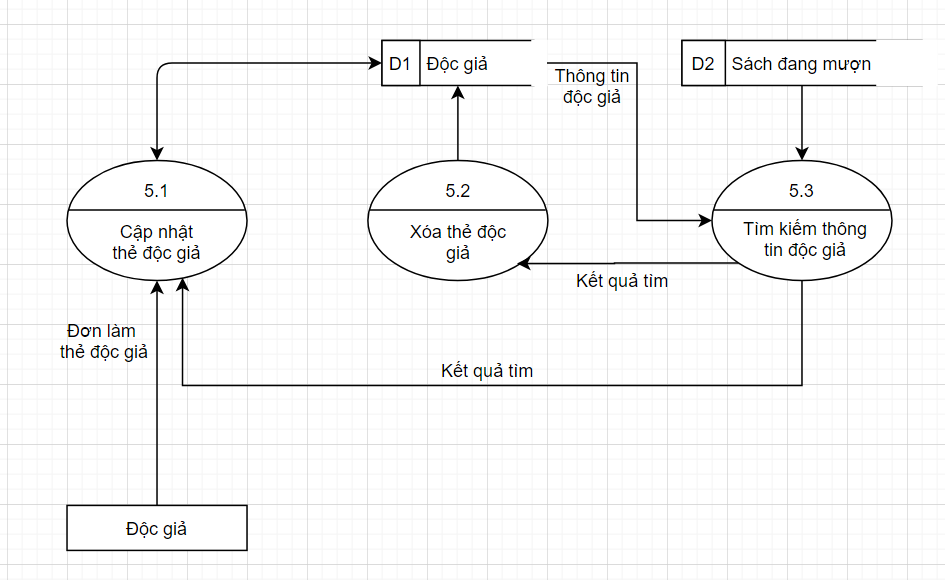 D1 Độc giả
D2 Sách đang mượn
Thông tin
độc giả
5.1
Cập nhật
thẻ độc giả
5.2
Xóa thẻ độc
giả
5.3
Tìm kiếm thông
tin độc giả
Kết quả tìm
Đơn làm
thẻ độc giả
Kết quả tìm
Độc giả